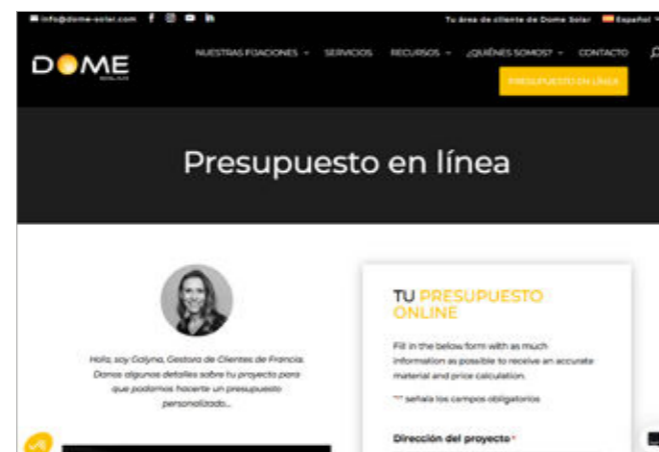 info@dome-solar.com
Tu área de cliente de Dome Solar Español
DOME
SOLAR
NUESTRAS FIJACIONES SERVICIOS RECURSOS ¿QUIÉNES SOMOS? CONTACTO
PRESUPUESTO EN LÍNEA
Presupuesto en línea
Hola, soy Galyna, Gestora de Clientes de Francia.
Danos algunos detalles sobre tu proyecto para
que podamos hacerte un presupuesto
personalizado...
TU PRESUPUESTO
ONLINE
Fill in the below form with as much
information as possible to receive an accurate
material and price calculation.
"*" señala los campos obligatorios
Dirección del proyecto *